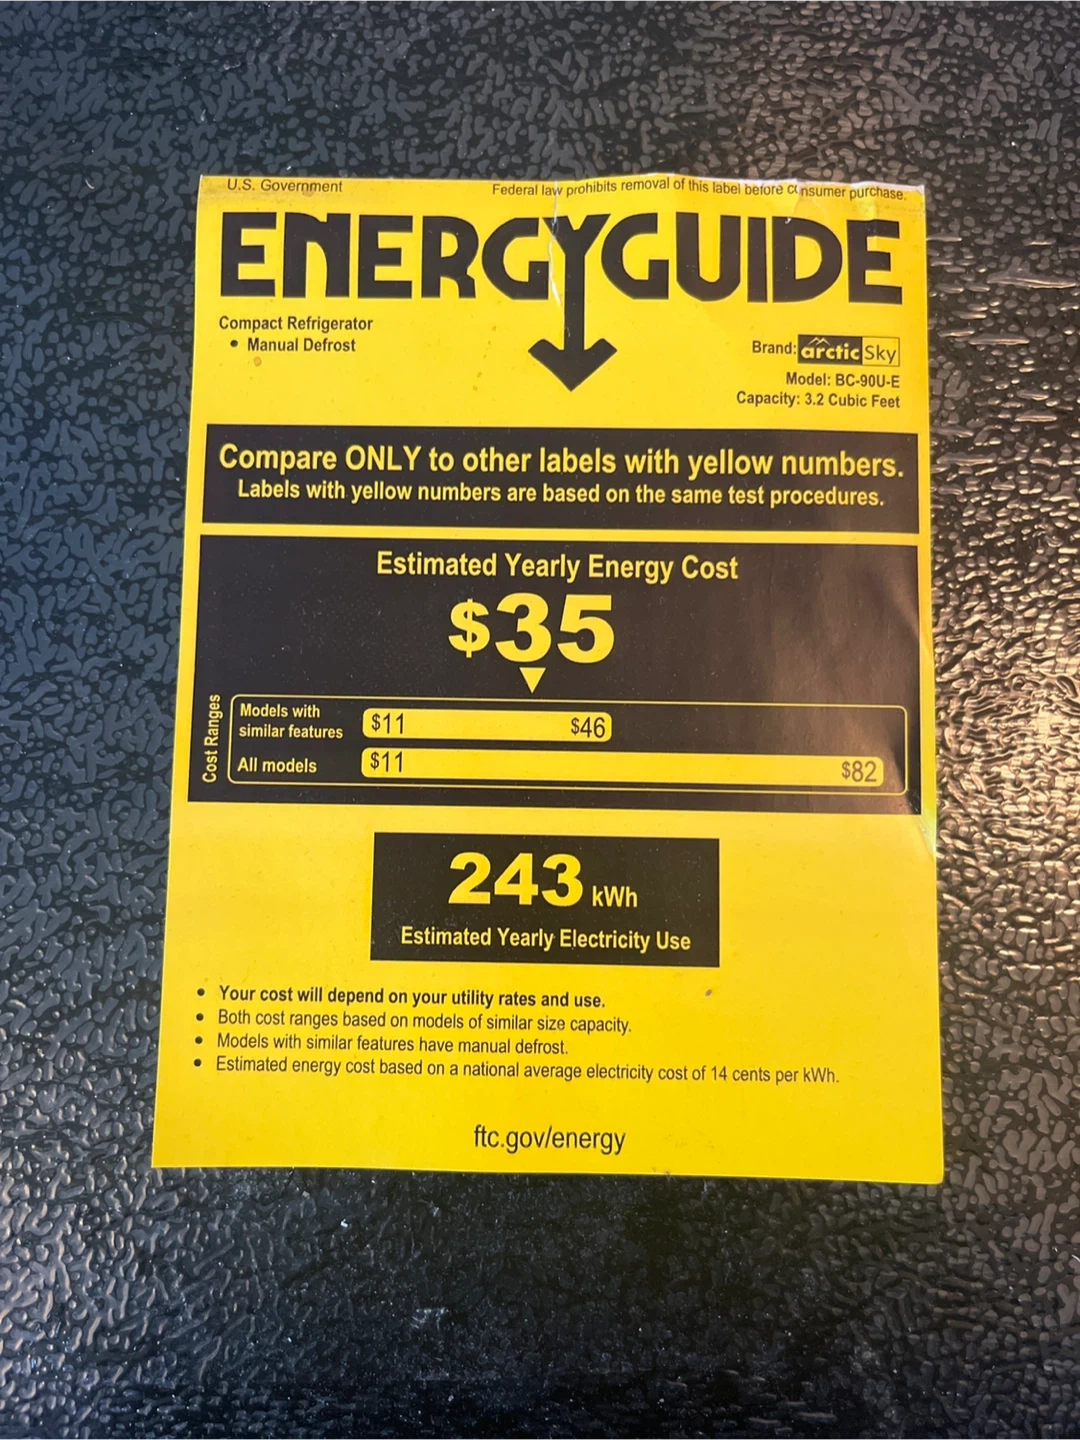 U.S. Government
Federal law prohibits removal of this label before consumer purchase.
ENERGYGUIDE
Compact Refrigerator
• Manual Defrost
Brand: arctic Sky
Model: BC-90U-E
Capacity: 3.2 Cubic Feet
Compare ONLY to other labels with yellow numbers.
Labels with yellow numbers are based on the same test procedures.
Estimated Yearly Energy Cost
$35
Cost Ranges
Models with
similar features
$11 $46
All models
$11 $82
243 kWh
Estimated Yearly Electricity Use
• Your cost will depend on your utility rates and use.
• Both cost ranges based on models of similar size capacity.
• Models with similar features have manual defrost.
• Estimated energy cost based on a national average electricity cost of 14 cents per kWh.
ftc.gov/energy